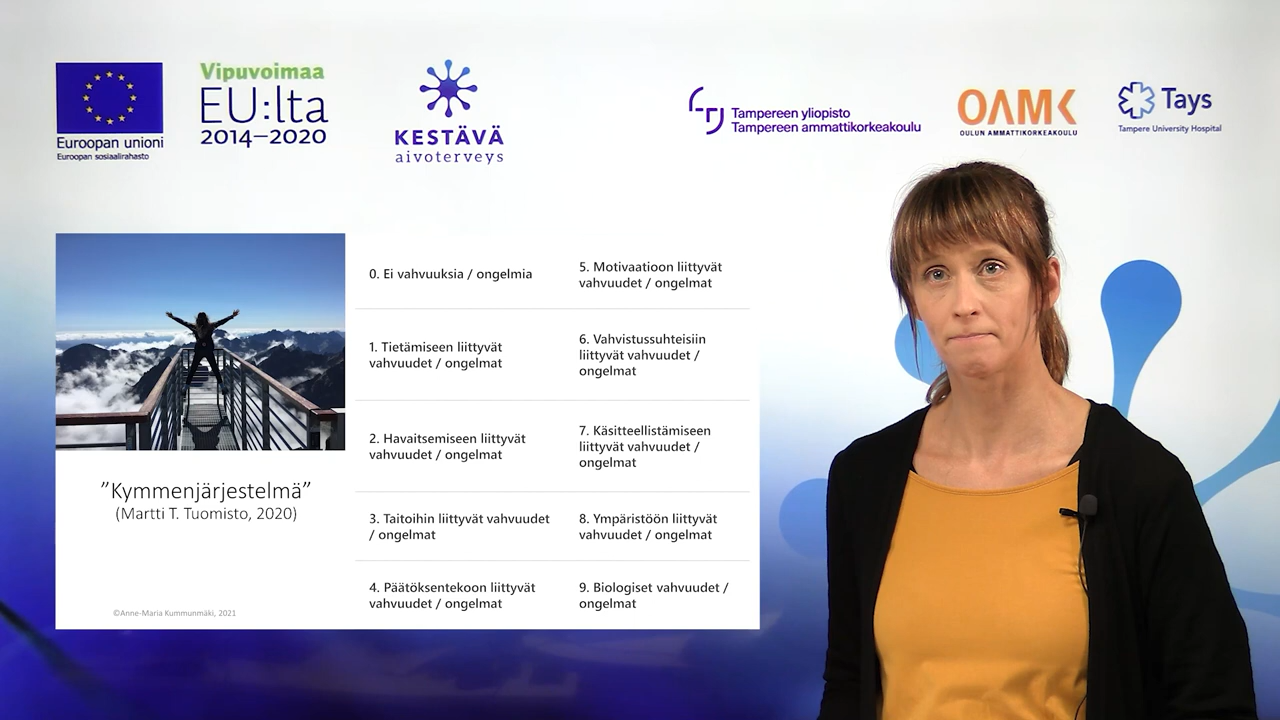 Euroopan unioni
Euroopan sosiaalirahasto
Vipuvoimaa
EU:lta
2014–2020
KESTÄVÄ
aivoterveys
Tampereen yliopisto
Tampereen ammattikorkeakoulu
OAMK
OULUN AMMATTIKORKEAKOULU
Tays
Tampere University Hospital
”Kymmenjärjestelmä”
(Martti T. Tuomisto, 2020)
©Anne-Maria Kummunmäki, 2021
0. Ei vahvuuksia / ongelmia
1. Tietämiseen liittyvät
vahvuudet / ongelmat
2. Havaitsemiseen liittyvät
vahvuudet / ongelmat
3. Taitoihin liittyvät vahvuudet
/ ongelmat
4. Päätöksentekoon liittyvät
vahvuudet / ongelmat
5. Motivaatioon liittyvät
vahvuudet / ongelmat
6. Vahvistussuhteisiin
liittyvät vahvuudet /
ongelmat
7. Käsitteellistämiseen
liittyvät vahvuudet /
ongelmat
8. Ympäristöön liittyvät
vahvuudet / ongelmat
9. Biologiset vahvuudet /
ongelmat